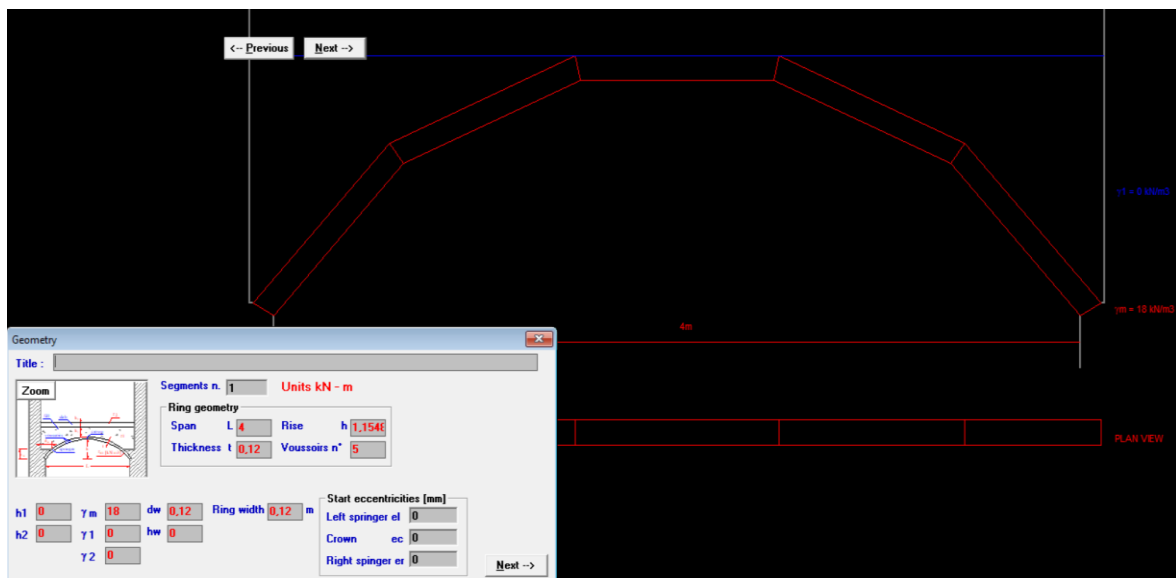 <-- Previous Next -->
γ1 = 0 kN/m3
γm = 18 kN/m3
4m
PLAN VIEW
Geometry
Title :
Zoom
Segments n. 1 Units kN - m
Ring geometry
Span L 4 Rise h 1,1548
Thickness t 0,12 Voussoirs n° 5
h1 0 γ m 18 dw 0,12 Ring width 0,12 m
h2 0 γ 1 0 hw 0
γ 2 0
Start eccentricities [mm]
Left springer el 0
Crown ec 0
Right spinger er 0
Next -->